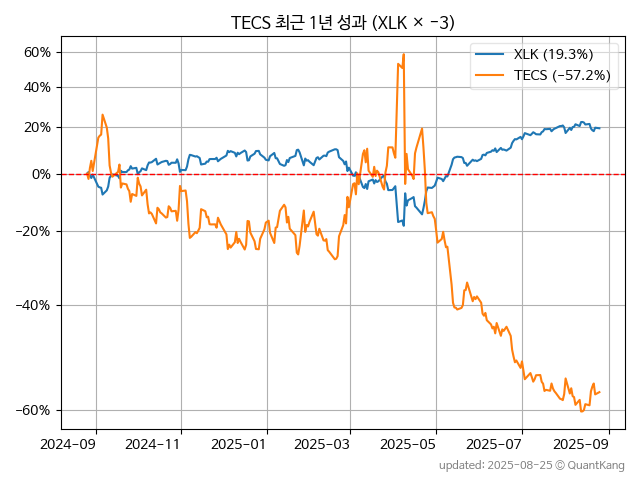 TECS 최근 1년 성과 (XLK × −3)
XLK (19.3%)
TECS (−57.2%)
60%
40%
20%
0%
−20%
−40%
−60%
2024−09 2024−11 2025−01 2025−03 2025−05 2025−07 2025−09
updated: 2025−08−25 © QuantKang